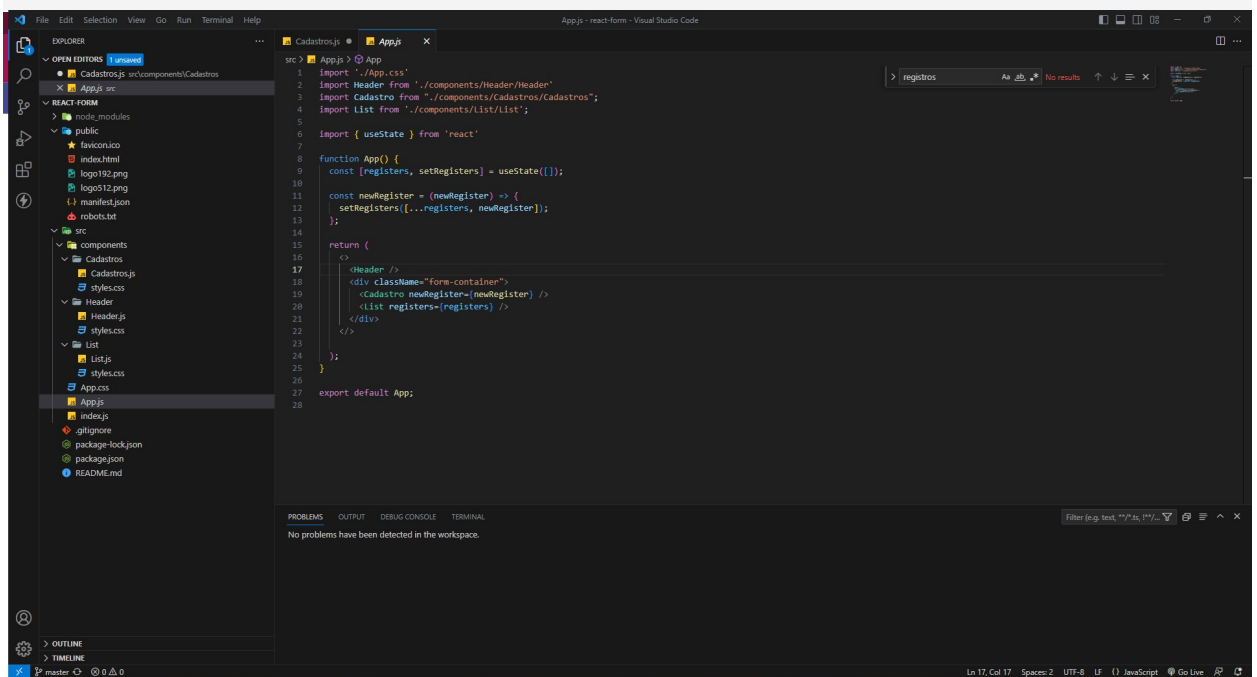 File Edit Selection View Go Run Terminal Help
App.js - react-form - Visual Studio Code
EXPLORER
OPEN EDITORS 1 unsaved
Cadastros.js src\components\Cadastros
App.js src
REACT-FORM
node_modules
public
favicon.ico
index.html
logo192.png
logo512.png
manifest.json
robots.txt
src
components
Cadastros
Cadastros.js
styles.css
Header
Header.js
styles.css
List
List.js
styles.css
App.css
App.js
index.js
.gitignore
package-lock.json
package.json
README.md
OUTLINE
TIMELINE
Cadastros.js App.js
src > App.js > App
registros Aa ab .* No results
1 import './App.css'
2 import Header from './components/Header/Header'
3 import Cadastro from "./components/Cadastros/Cadastros";
4 import List from './components/List/List';
5
6 import { useState } from 'react'
7
8 function App() {
9 const [registers, setRegisters] = useState([]);
10
11 const newRegister = (newRegister) => {
12 setRegisters([...registers, newRegister]);
13 };
14
15 return (
16 <>
17 <Header />
18 <div className="form-container">
19 <Cadastro newRegister={newRegister} />
20 <List registers={registers} />
21 </div>
22 </>
23
24 );
25 }
26
27 export default App;
28
PROBLEMS OUTPUT DEBUG CONSOLE TERMINAL
Filter (e.g. text, **/*.ts, !**/...
No problems have been detected in the workspace.
master 0 0
Ln 17, Col 17 Spaces: 2 UTF-8 LF {} JavaScript Go Live